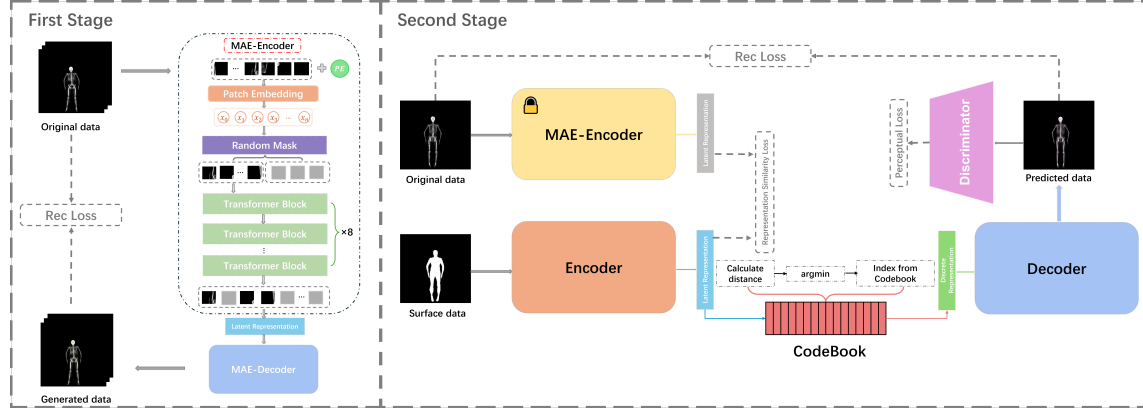 First Stage
Second Stage
MAE-Encoder
... + PE
Patch Embedding
x₀ x₁ x₂ x₃ ... xₙ
Random Mask
...
Transformer Block
Transformer Block
⋮
Transformer Block
×8
...
Latent Representation
MAE-Decoder
Original data
Rec Loss
Generated data
Rec Loss
Original data
MAE-Encoder
Latent Representation
Representation Similarity Loss
Perceptual Loss
Discriminator
Predicted data
Surface data
Encoder
Latent Representation
Calculate
distance
argmin
Index from
Codebook
CodeBook
Discrete
Representation
Decoder